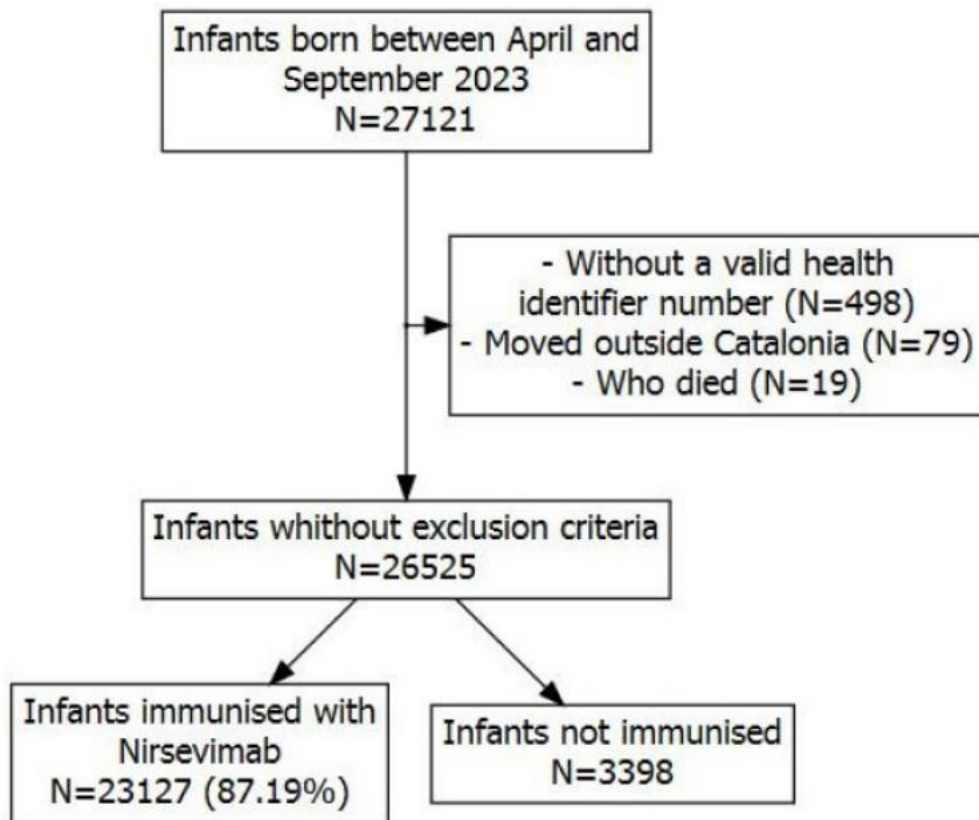 Infants born between April and
September 2023
N=27121
- Without a valid health
identifier number (N=498)
- Moved outside Catalonia (N=79)
- Who died (N=19)
Infants whithout exclusion criteria
N=26525
Infants immunised with
Nirsevimab
N=23127 (87.19%)
Infants not immunised
N=3398